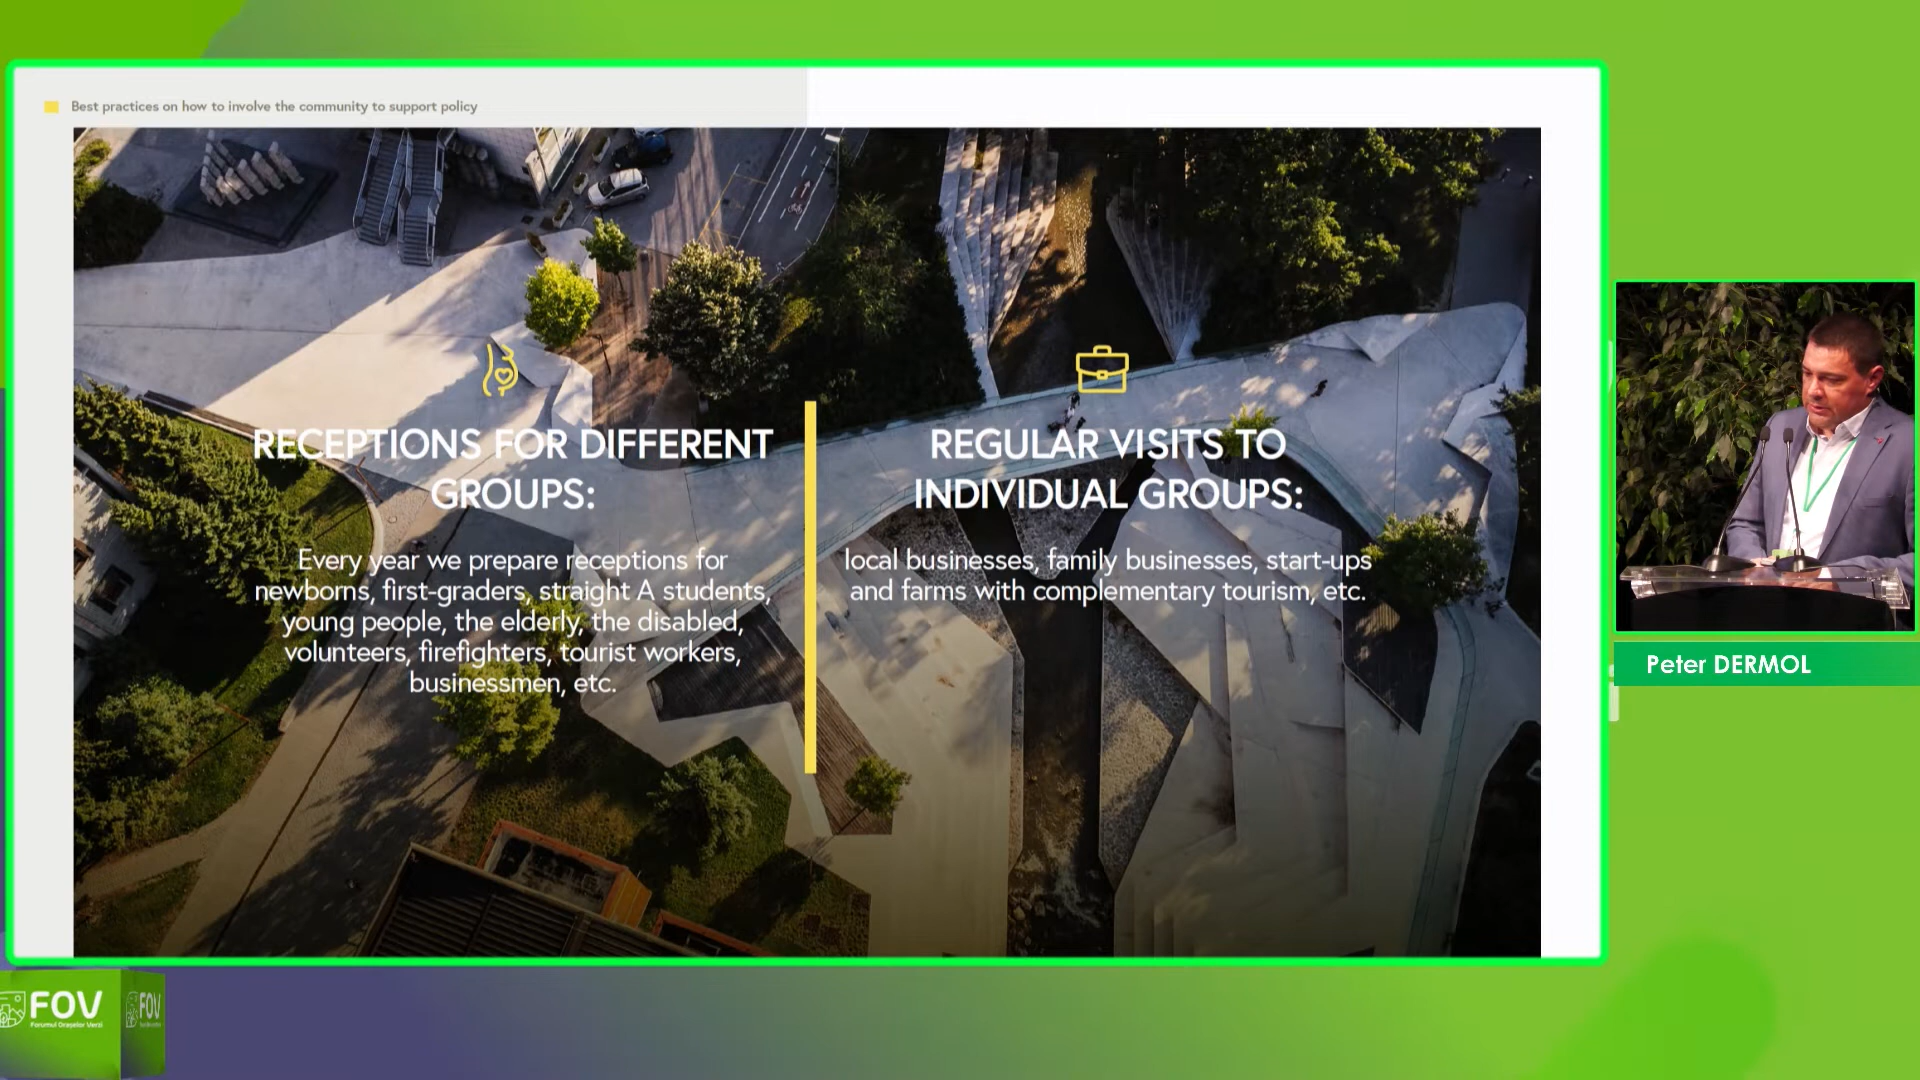 Best practices on how to involve the community to support policy
RECEPTIONS FOR DIFFERENT
GROUPS:
Every year we prepare receptions for
newborns, first-graders, straight A students,
young people, the elderly, the disabled,
volunteers, firefighters, tourist workers,
businessmen, etc.
REGULAR VISITS TO
INDIVIDUAL GROUPS:
local businesses, family businesses, start-ups
and farms with complementary tourism, etc.
Peter DERMOL
FOV
Forumul Orașelor Verzi
FOV